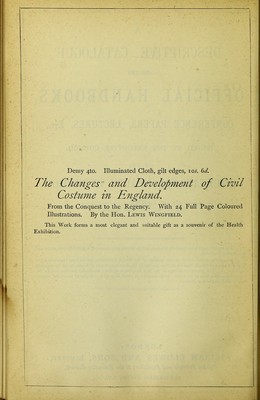 Demy 4to. Illuminated Cloth, gilt edges, 10s. 6d.
The Changes and Development of Civil
Costume in England.
From the Conquest to the Regency. With 24 Full Page Coloured
Illustrations. By the Hon. Lewis Wingfield.
This Work forms a most elegant and suitable gift as a souvenir of the Health
Exhibition.